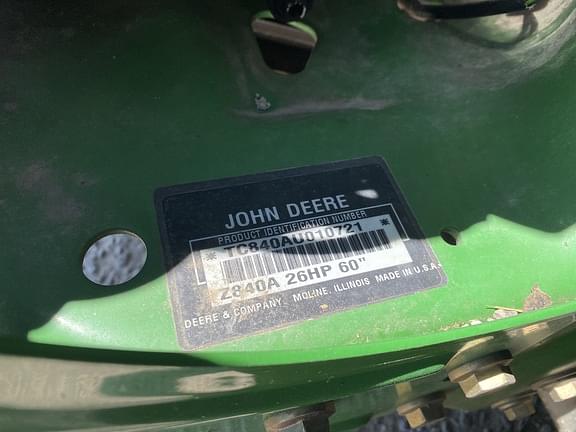 JOHN DEERE
PRODUCT IDENTIFICATION NUMBER
* TC840AU010721 *
Z840A 26HP 60"
DEERE & COMPANY, MOLINE, ILLINOIS MADE IN U.S.A.